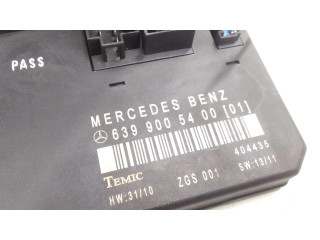 PASS
MERCEDES BENZ
639 900 54 00 [01]
404435
TEMIC ZGS 001 SW:13/11
HW:31/10